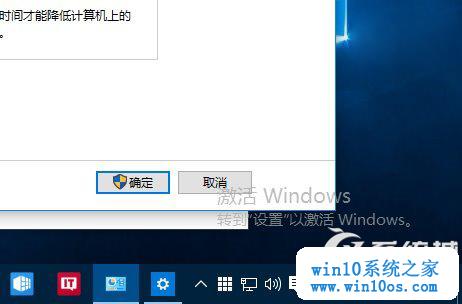 时间才能降低计算机上的
。
确定
取消
激活 Windows
转到"设置"以激活 Windows。
系统城
win10系统之家
www.win10os.com